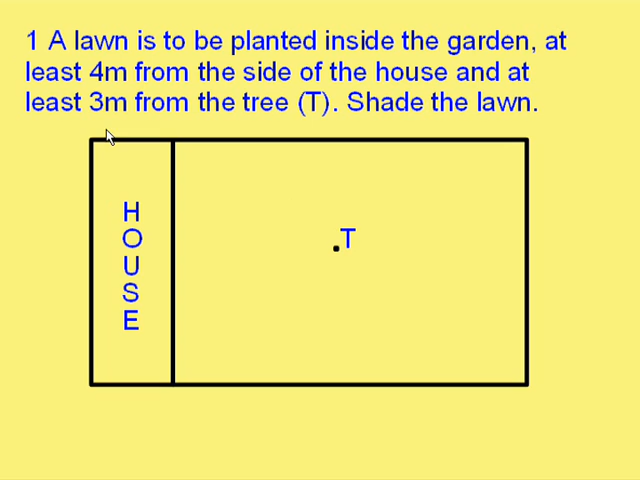 1 A lawn is to be planted inside the garden, at
least 4m from the side of the house and at
least 3m from the tree (T). Shade the lawn.
H
O
U
S
E
T